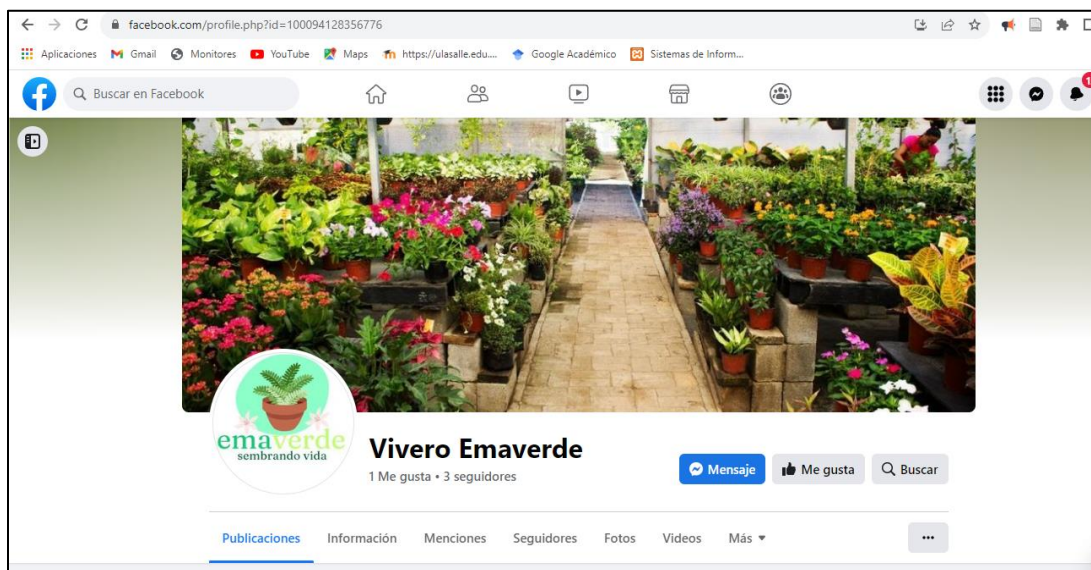 facebook.com/profile.php?id=100094128356776
Aplicaciones Gmail Monitores YouTube Maps https://ulasalle.edu.... Google Académico Sistemas de Inform...
Buscar en Facebook
1
emaverde
sembrando vida
Vivero Emaverde
1 Me gusta • 3 seguidores
Mensaje Me gusta Buscar
Publicaciones Información Menciones Seguidores Fotos Videos Más